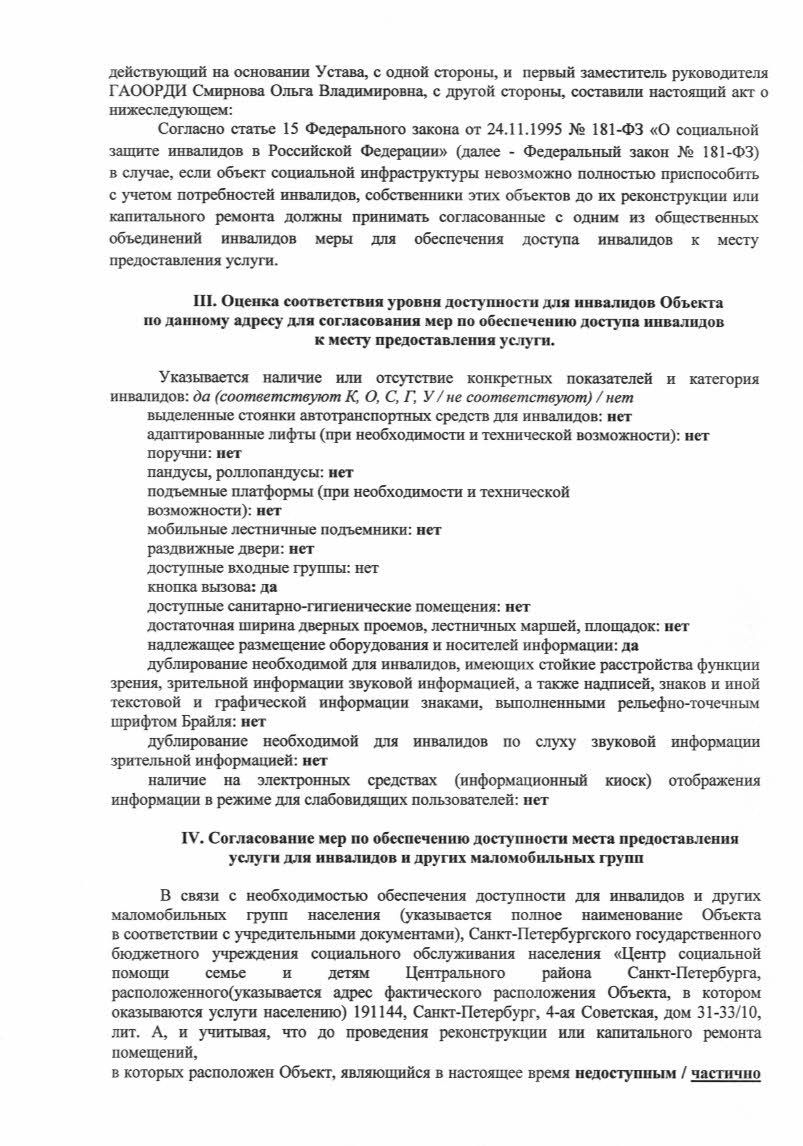 действующий на основании Устава, с одной стороны, и первый заместитель руководителя
ГАООРДИ Смирнова Ольга Владимировна, с другой стороны, составили настоящий акт о
нижеследующем:
Согласно статье 15 Федерального закона от 24.11.1995 № 181-ФЗ «О социальной
защите инвалидов в Российской Федерации» (далее - Федеральный закон № 181-ФЗ)
в случае, если объект социальной инфраструктуры невозможно полностью приспособить
с учетом потребностей инвалидов, собственники этих объектов до их реконструкции или
капитального ремонта должны принимать согласованные с одним из общественных
объединений инвалидов меры для обеспечения доступа инвалидов к месту
предоставления услуги.
III. Оценка соответствия уровня доступности для инвалидов Объекта
по данному адресу для согласования мер по обеспечению доступа инвалидов
к месту предоставления услуги.
Указывается наличие или отсутствие конкретных показателей и категория
инвалидов: да (соответствуют К, О, С, Г, У / не соответствуют) / нет
выделенные стоянки автотранспортных средств для инвалидов: нет
адаптированные лифты (при необходимости и технической возможности): нет
поручни: нет
пандусы, роллопандусы: нет
подъемные платформы (при необходимости и технической
возможности): нет
мобильные лестничные подъемники: нет
раздвижные двери: нет
доступные входные группы: нет
кнопка вызова: да
доступные санитарно-гигиенические помещения: нет
достаточная ширина дверных проемов, лестничных маршей, площадок: нет
надлежащее размещение оборудования и носителей информации: да
дублирование необходимой для инвалидов, имеющих стойкие расстройства функции
зрения, зрительной информации звуковой информацией, а также надписей, знаков и иной
текстовой и графической информации знаками, выполненными рельефно-точечным
шрифтом Брайля: нет
дублирование необходимой для инвалидов по слуху звуковой информации
зрительной информацией: нет
наличие на электронных средствах (информационный киоск) отображения
информации в режиме для слабовидящих пользователей: нет
IV. Согласование мер по обеспечению доступности места предоставления
услуги для инвалидов и других маломобильных групп
В связи с необходимостью обеспечения доступности для инвалидов и других
маломобильных групп населения (указывается полное наименование Объекта
в соответствии с учредительными документами), Санкт-Петербургского государственного
бюджетного учреждения социального обслуживания населения «Центр социальной
помощи семье и детям Центрального района Санкт-Петербурга,
расположенного(указывается адрес фактического расположения Объекта, в котором
оказываются услуги населению) 191144, Санкт-Петербург, 4-ая Советская, дом 31-33/10,
лит. А, и учитывая, что до проведения реконструкции или капитального ремонта
помещений,
в которых расположен Объект, являющийся в настоящее время недоступным / частично